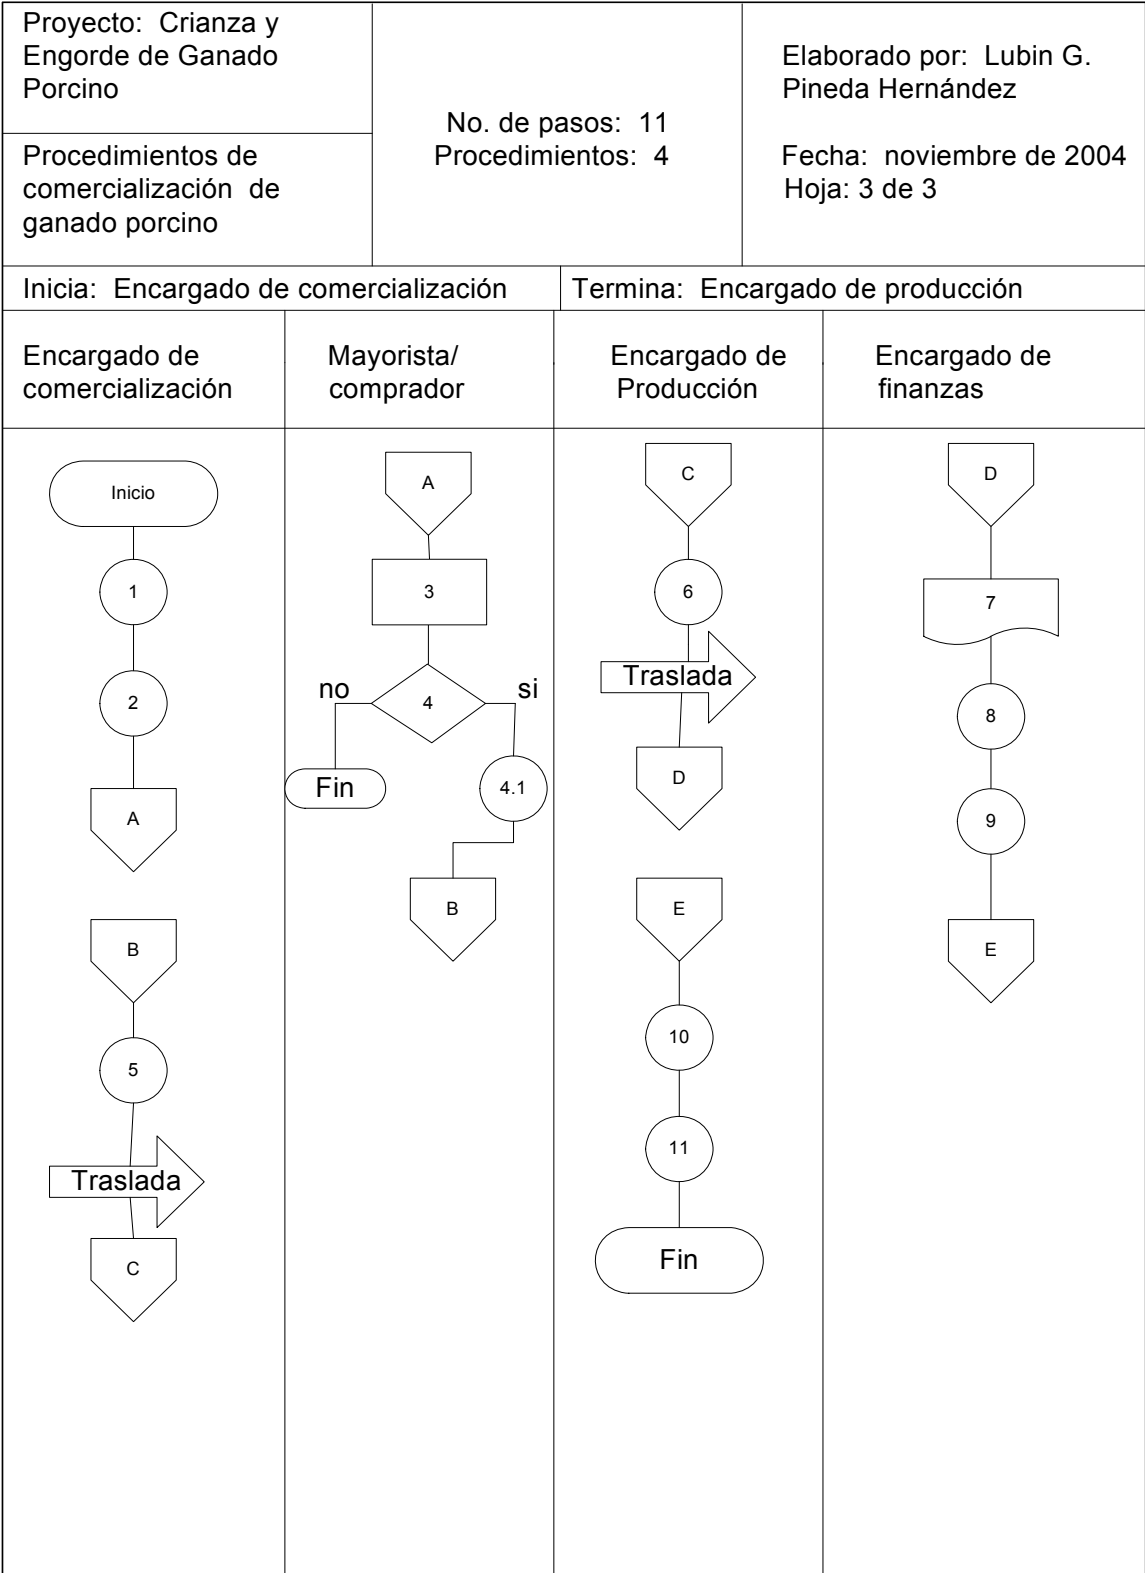 Proyecto: Crianza y
Engorde de Ganado
Porcino
Procedimientos de
comercialización de
ganado porcino
No. de pasos: 11
Procedimientos: 4
Elaborado por: Lubin G.
Pineda Hernández
Fecha: noviembre de 2004
Hoja: 3 de 3
Inicia: Encargado de comercialización
Termina: Encargado de producción
Encargado de
comercialización
Mayorista/
comprador
Encargado de
Producción
Encargado de
finanzas
Inicio
1
2
A
B
5
Traslada
C
A
3
no
4
si
Fin
4.1
B
C
6
Traslada
D
E
10
11
Fin
D
7
8
9
E